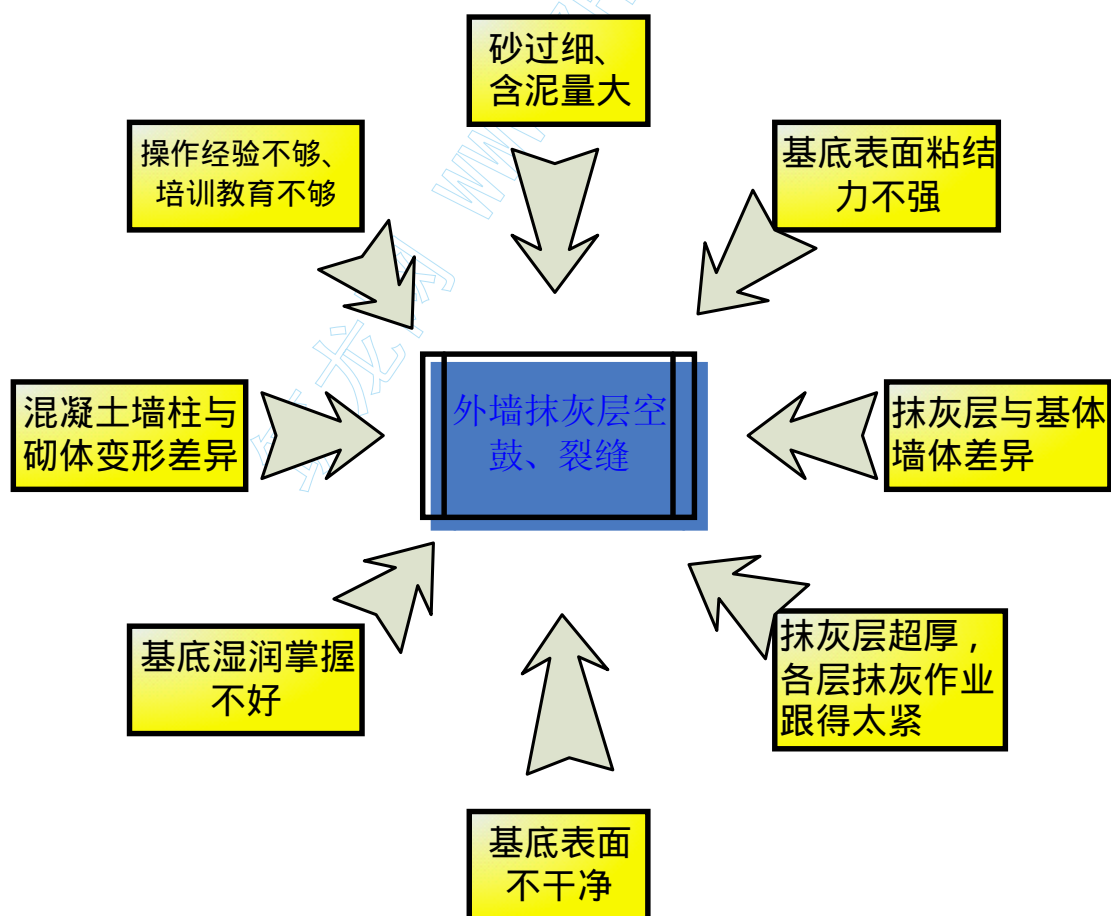 砂过细、
含泥量大
操作经验不够、
培训教育不够
基底表面粘结
力不强
混凝土墙柱与
砌体变形差异
外墙抹灰层空
鼓、裂缝
抹灰层与基体
墙体差异
基底湿润掌握
不好
抹灰层超厚，
各层抹灰作业
跟得太紧
基底表面
不干净